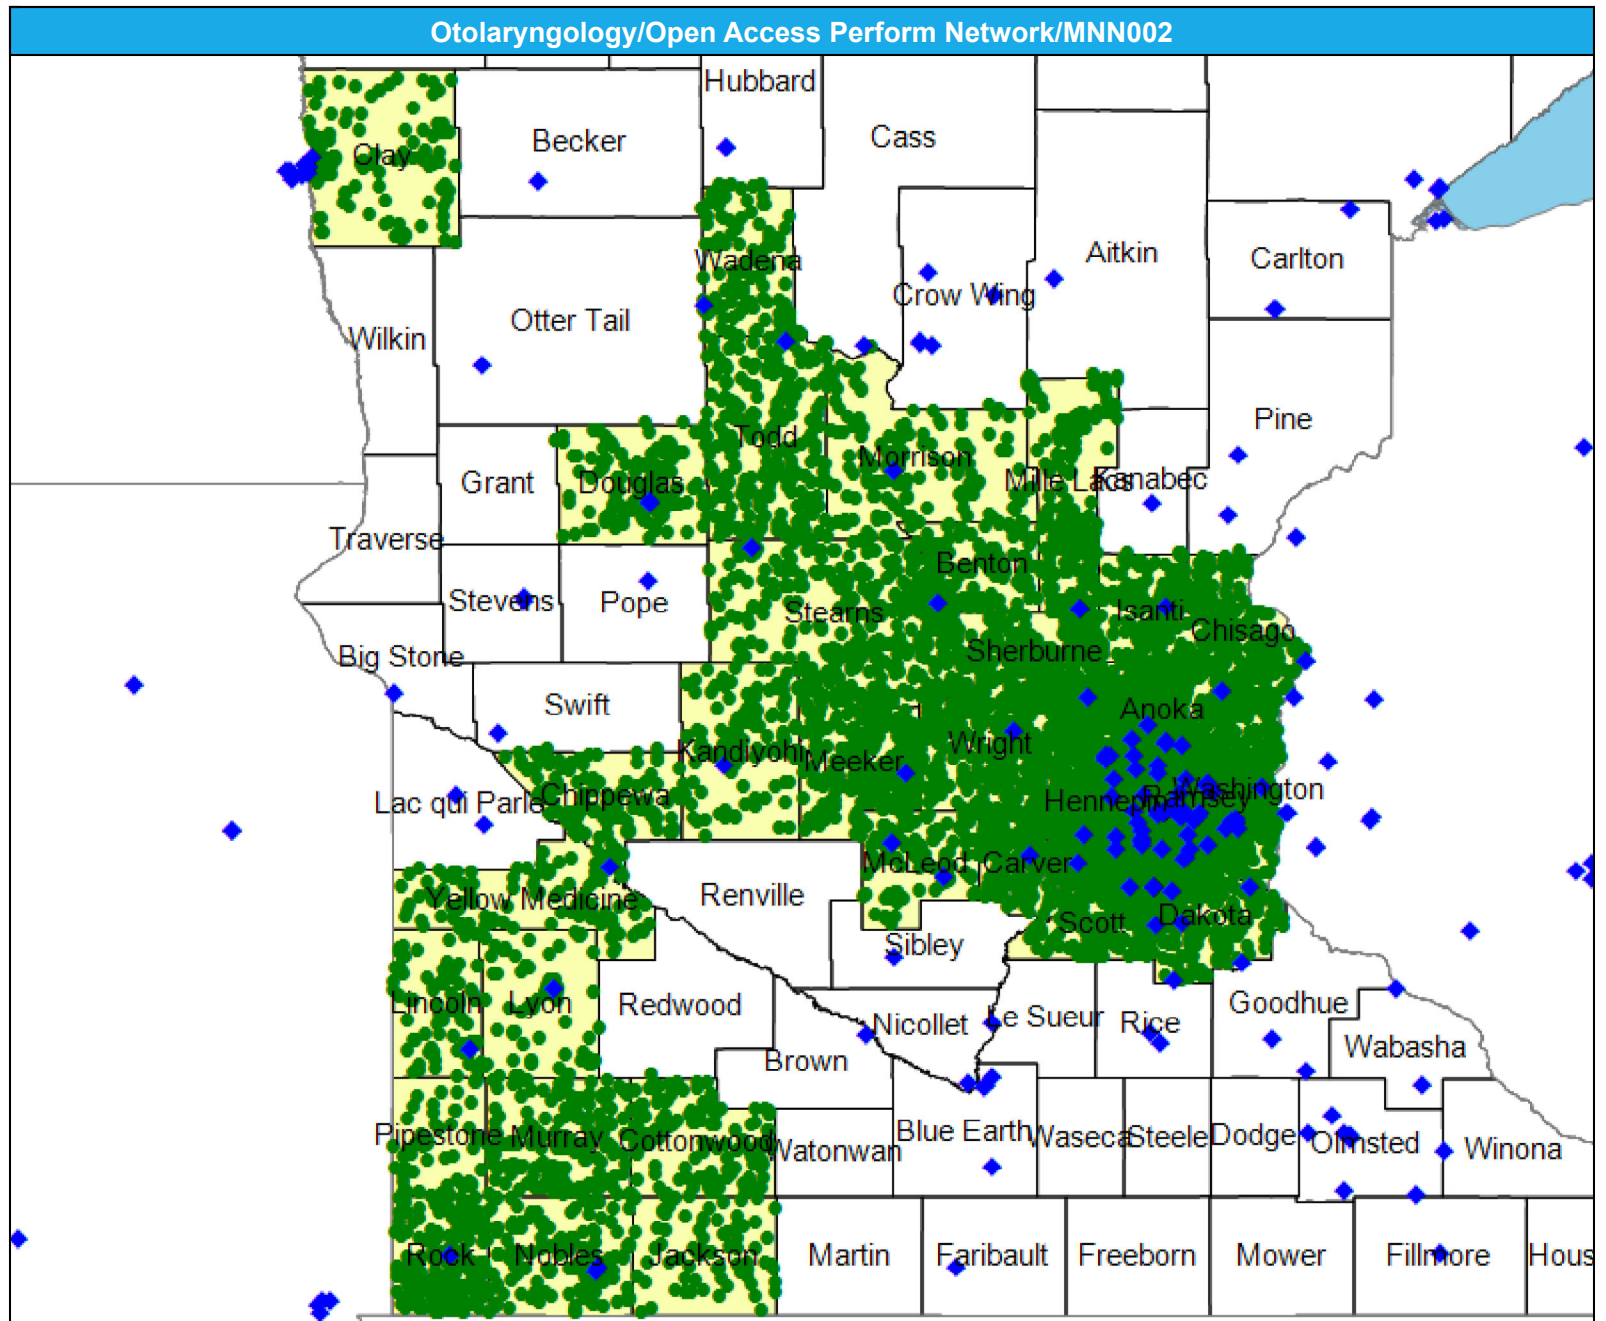 Otolaryngology/Open Access Perform Network/MNN002
Hubbard
Becker
Cass
Clay
Wadena
Aitkin
Carlton
Crow Wing
Otter Tail
Wilkin
Pine
Todd
Morrison
Grant
Douglas
Mille Lacs
Kanabec
Traverse
Benton
Stevens
Pope
Stearns
Isanti
Chisago
Sherburne
Big Stone
Swift
Anoka
Wright
Kandiyohi
Meeker
Lac qui Parle
Chippewa
Hennepin
Ramsey
Washington
McLeod
Carver
Yellow Medicine
Renville
Scott
Dakota
Sibley
Lincoln
Lyon
Redwood
Nicollet
Le Sueur
Rice
Goodhue
Wabasha
Brown
Pipestone
Murray
Cottonwood
Watonwan
Blue Earth
Waseca
Steele
Dodge
Olmsted
Winona
Rock
Nobles
Jackson
Martin
Faribault
Freeborn
Mower
Fillmore
Hous